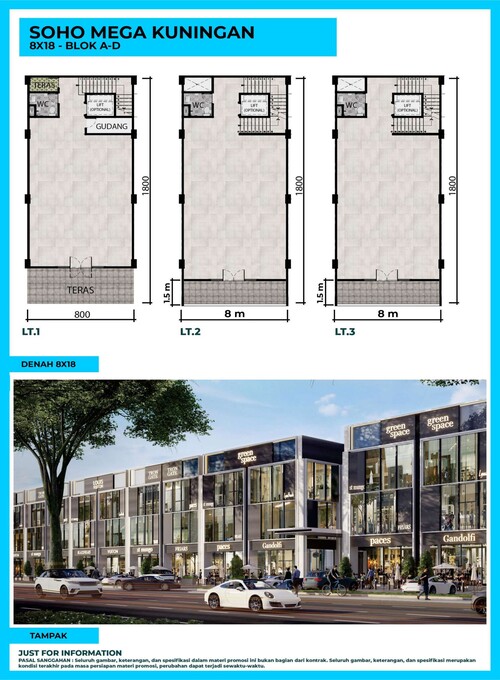 SOHO MEGA KUNINGAN
8X18 - BLOK A-D
TERAS
WC
LIFT
(OPTIONAL)
GUDANG
1800
TERAS
800
LT.1
WC
LIFT
(OPTIONAL)
1800
1.5 m
8 m
LT.2
WC
LIFT
(OPTIONAL)
1800
1.5 m
8 m
LT.3
DENAH 8X18
green
space
green
space
green
space
paces
Gandolfi
paces
Gandolfi
TAMPAK
JUST FOR INFORMATION
PASAL SANGGAHAN : Seluruh gambar, keterangan, dan spesifikasi dalam materi promosi ini bukan bagian dari kontrak. Seluruh gambar, keterangan, dan spesifikasi merupakan
kondisi terakhir pada masa persiapan materi promosi, perubahan dapat terjadi sewaktu-waktu.